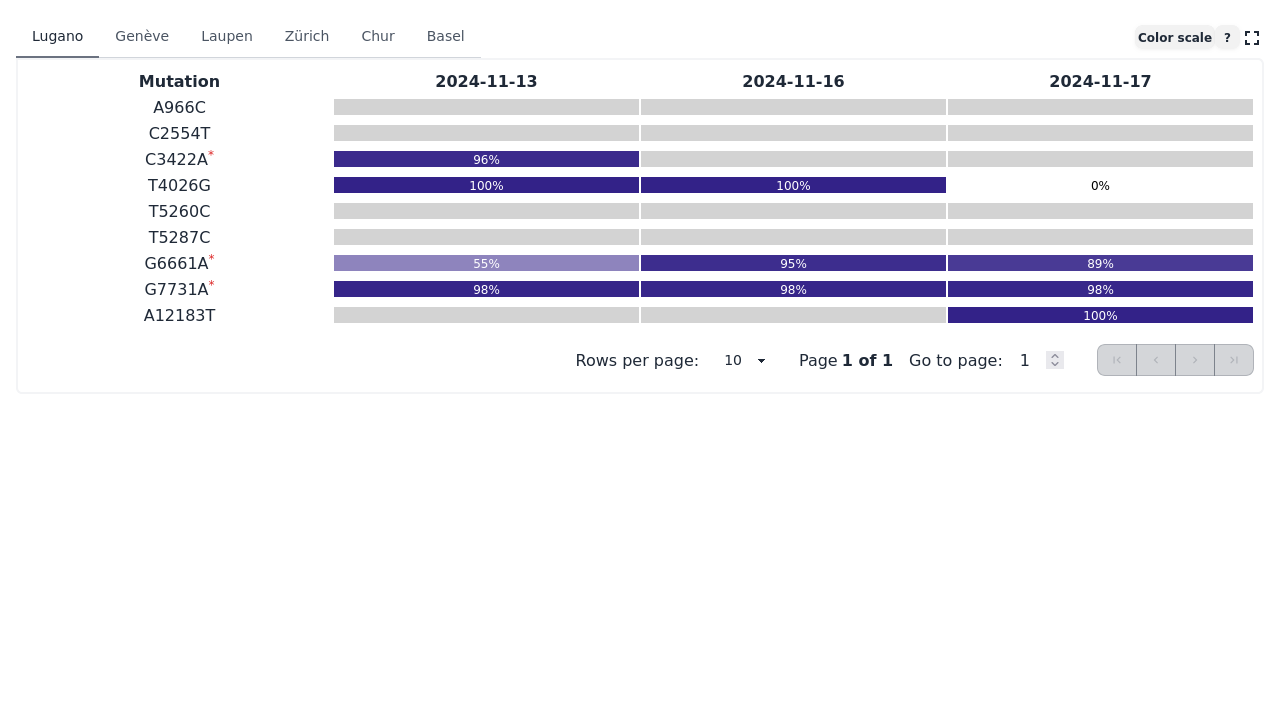 Lugano Genève Laupen Zürich Chur Basel Color scale ?
Mutation 2024-11-13 2024-11-16 2024-11-17
A966C
C2554T
C3422A* 96%
T4026G 100% 100% 0%
T5260C
T5287C
G6661A* 55% 95% 89%
G7731A* 98% 98% 98%
A12183T 100%
Rows per page: 10 Page 1 of 1 Go to page: 1